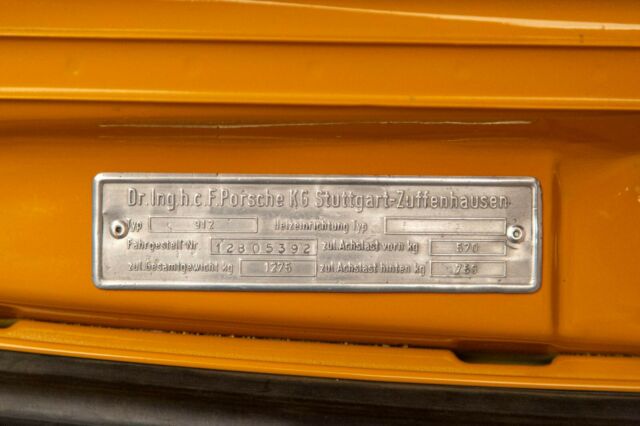 Dr. Ing. h.c. F. Porsche KG Stuttgart-Zuffenhausen
Typ 912 Heizeinrichtung Typ
Fahrgestell Nr. 12805392 zul. Achslast vorn kg 570
zul. Gesamtgewicht kg 1275 zul. Achslast hinten kg 765